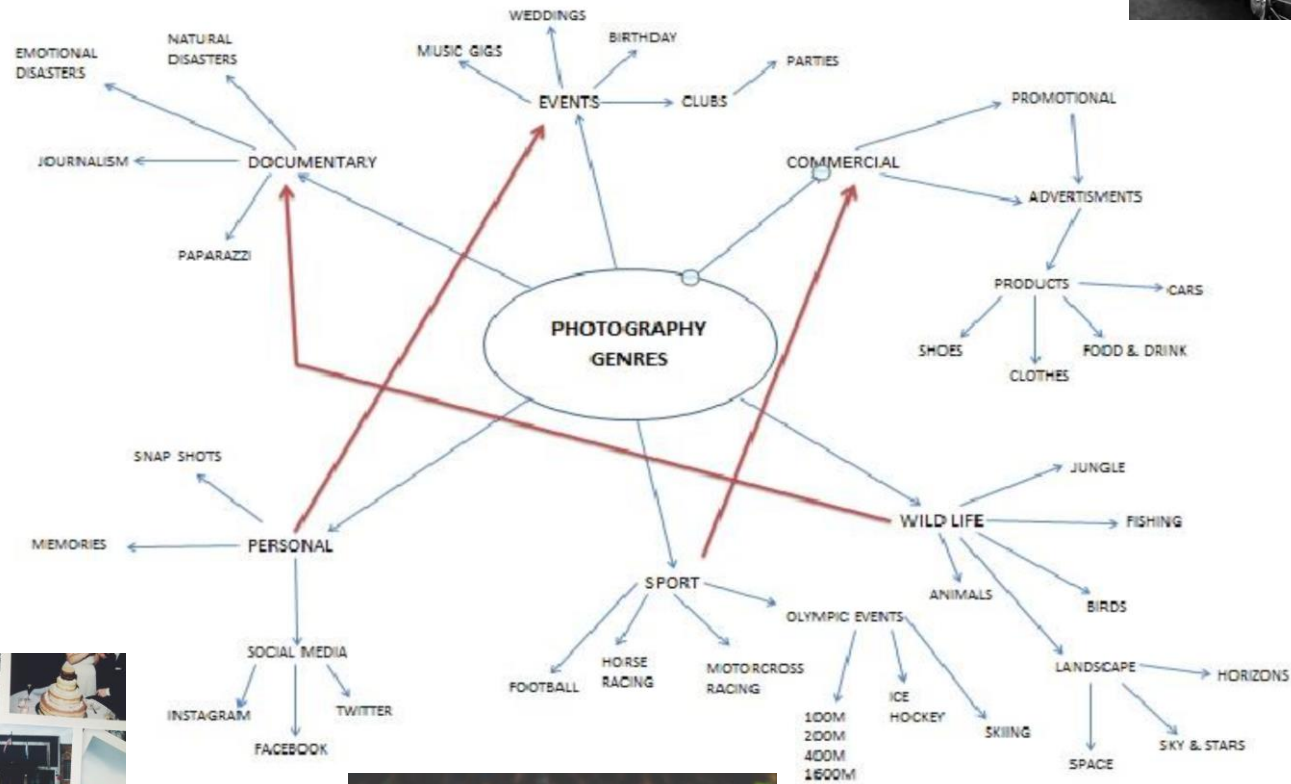 WEDDINGS
MUSIC GIGS
BIRTHDAY
EVENTS
CLUBS
PARTIES
EMOTIONAL
DISASTERS
NATURAL
DISASTERS
JOURNALISM
DOCUMENTARY
PAPARAZZI
COMMERCIAL
PROMOTIONAL
ADVERTISMENTS
PRODUCTS
CARS
SHOES
CLOTHES
FOOD & DRINK
PHOTOGRAPHY
GENRES
SNAP SHOTS
MEMORIES
PERSONAL
SOCIAL MEDIA
INSTAGRAM
FACEBOOK
TWITTER
SPORT
FOOTBALL
HORSE
RACING
MOTORCROSS
RACING
OLYMPIC EVENTS
100M
200M
400M
1600M
ICE
HOCKEY
SKIING
WILD LIFE
JUNGLE
FISHING
BIRDS
ANIMALS
LANDSCAPE
HORIZONS
SKY & STARS
SPACE